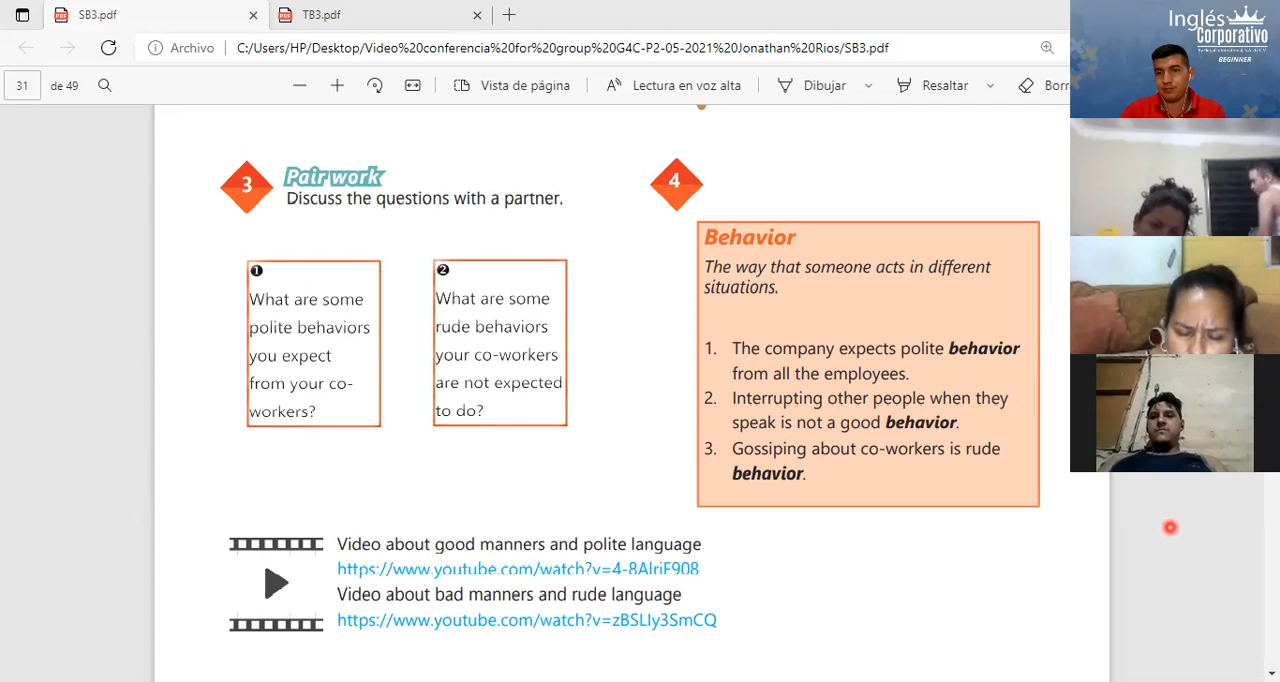 SB3.pdf
TB3.pdf
Archivo
C:/Users/HP/Desktop/Video%20conferencia%20for%20group%20G4C-P2-05-2021%20Jonathan%20Rios/SB3.pdf
31 de 49
Vista de página
Lectura en voz alta
Dibujar
Resaltar
Borr
Inglés
Corporativo
BEGINNER
3
Pair work
Discuss the questions with a partner.
❶
What are some
polite behaviors
you expect
from your co-
workers?
❷
What are some
rude behaviors
your co-workers
are not expected
to do?
4
Behavior
The way that someone acts in different
situations.
1. The company expects polite behavior
from all the employees.
2. Interrupting other people when they
speak is not a good behavior.
3. Gossiping about co-workers is rude
behavior.
Video about good manners and polite language
https://www.youtube.com/watch?v=4-8AlriF908
Video about bad manners and rude language
https://www.youtube.com/watch?v=zBSLIy3SmCQ